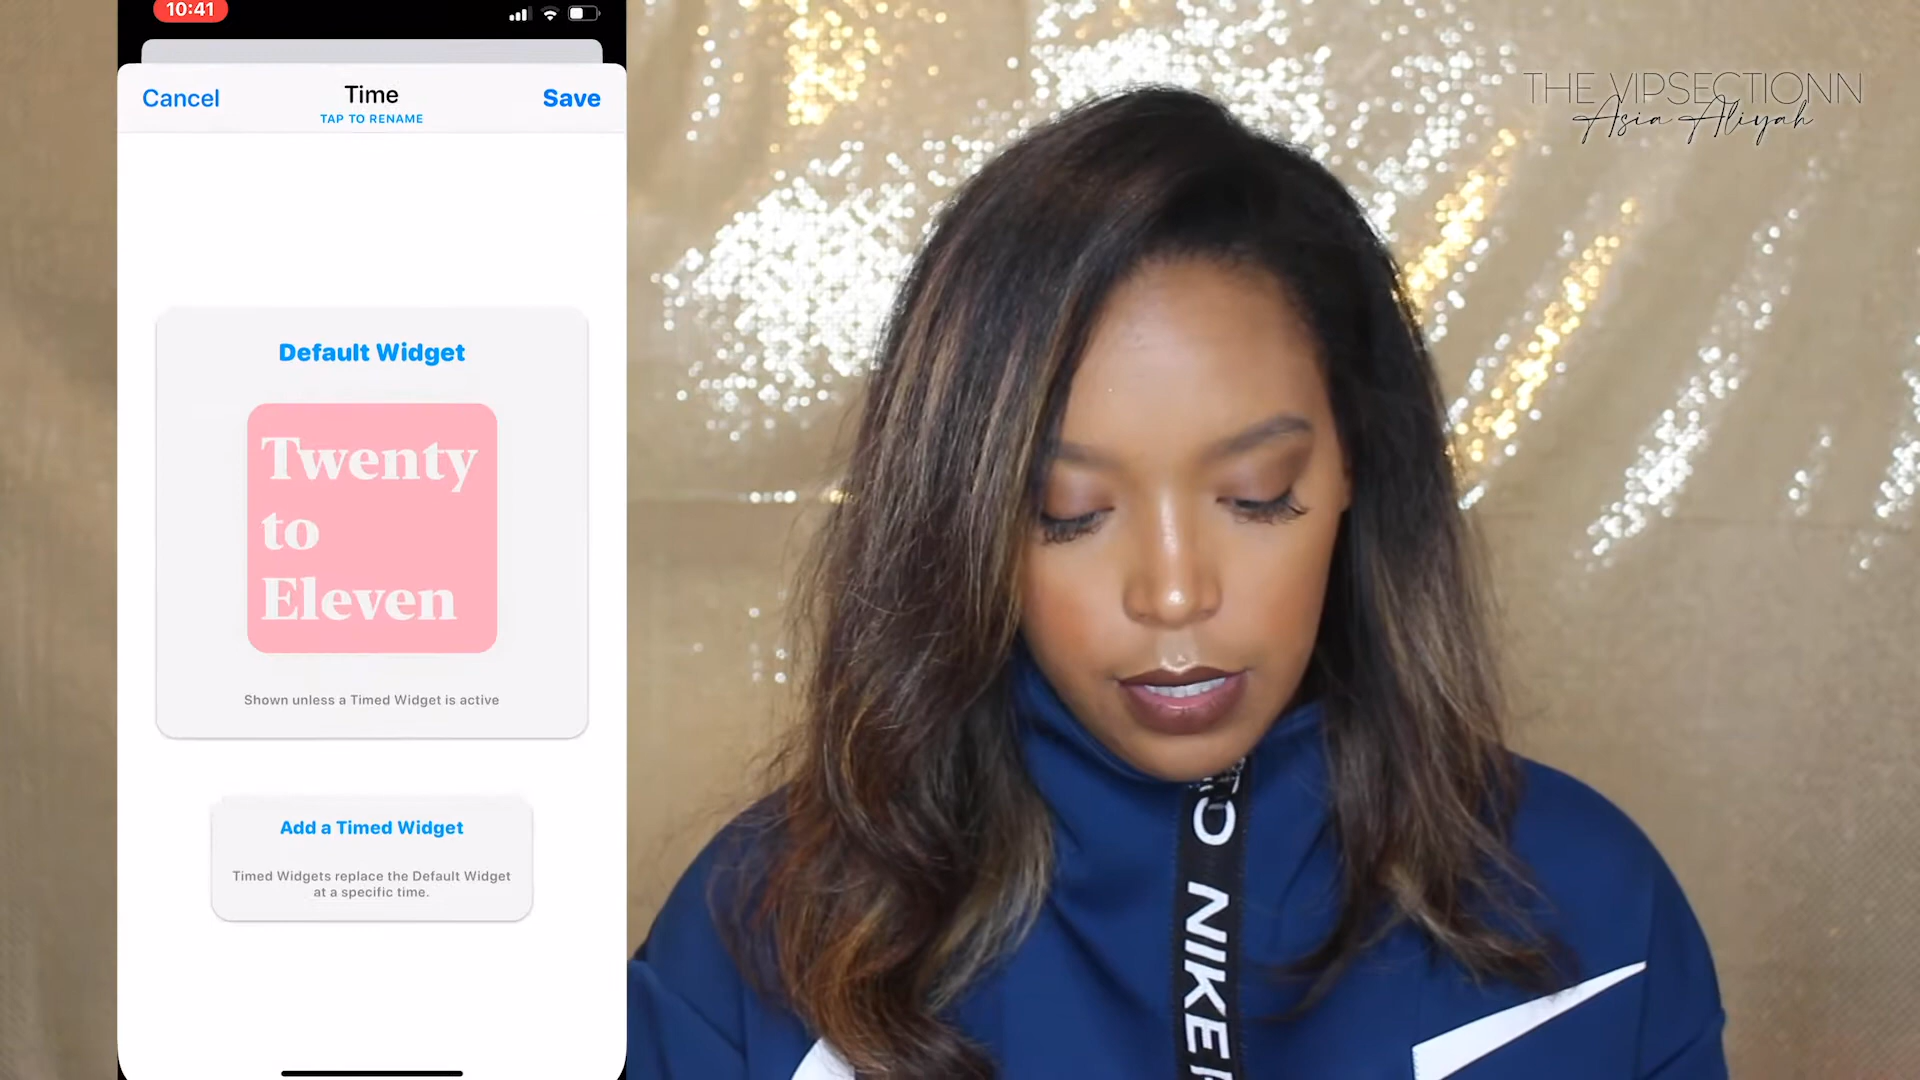 10:41
Cancel
Time
Save
TAP TO RENAME
Default Widget
Twenty
to
Eleven
Shown unless a Timed Widget is active
Add a Timed Widget
Timed Widgets replace the Default Widget
at a specific time.
THE VIPSECTIONN
Asia Aliyah
NIKE